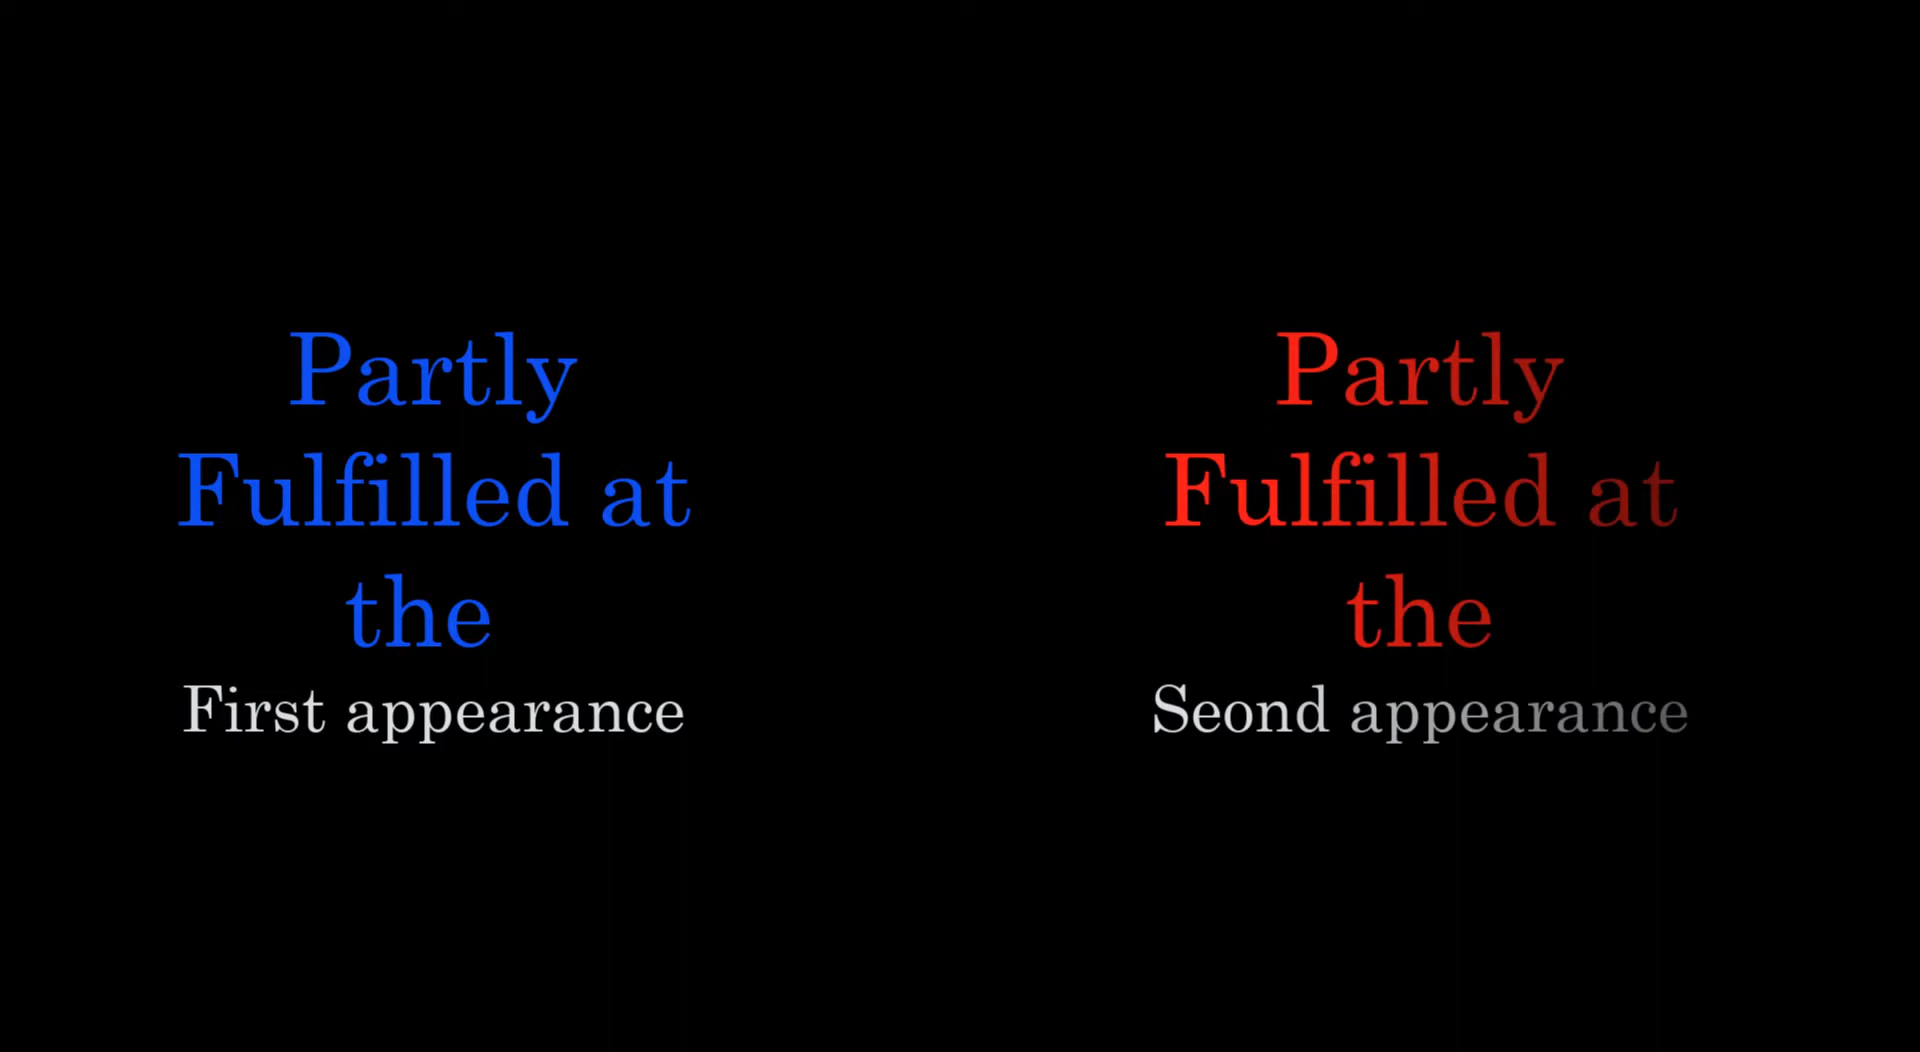 Partly
Fulfilled at
the
First appearance
Partly
Fulfilled at
the
Seond appearance